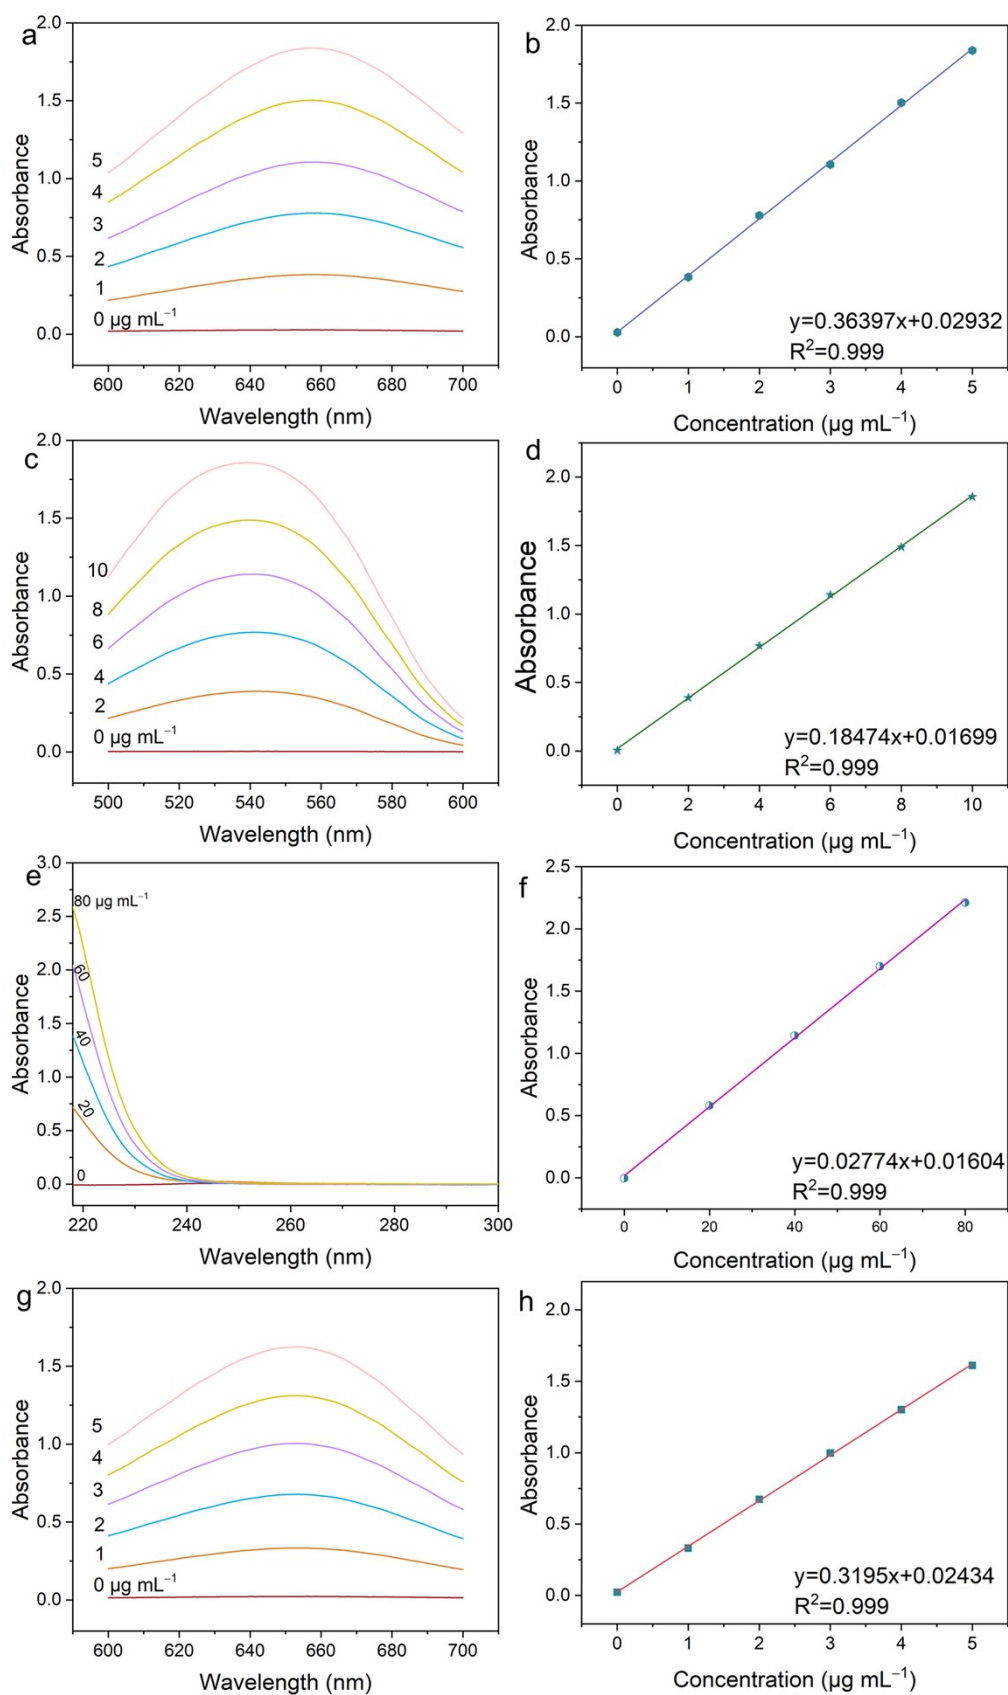 a
2.0
1.5
1.0
0.5
0.0
Absorbance
5
4
3
2
1
0 µg mL⁻¹
600 620 640 660 680 700
Wavelength (nm)
b
2.0
1.5
1.0
0.5
0.0
Absorbance
y=0.36397x+0.02932
R²=0.999
0 1 2 3 4 5
Concentration (µg mL⁻¹)
c
2.0
1.5
1.0
0.5
0.0
Absorbance
10
8
6
4
2
0 µg mL⁻¹
500 520 540 560 580 600
Wavelength (nm)
d
2.0
1.5
1.0
0.5
0.0
Absorbance
y=0.18474x+0.01699
R²=0.999
0 2 4 6 8 10
Concentration (µg mL⁻¹)
e
3.0
2.5
2.0
1.5
1.0
0.5
0.0
Absorbance
80 µg mL⁻¹
60
40
20
0
220 240 260 280 300
Wavelength (nm)
f
2.5
2.0
1.5
1.0
0.5
0.0
Absorbance
y=0.02774x+0.01604
R²=0.999
0 20 40 60 80
Concentration (µg mL⁻¹)
g
2.0
1.5
1.0
0.5
0.0
Absorbance
5
4
3
2
1
0 µg mL⁻¹
600 620 640 660 680 700
Wavelength (nm)
h
2.0
1.5
1.0
0.5
0.0
Absorbance
y=0.3195x+0.02434
R²=0.999
0 1 2 3 4 5
Concentration (µg mL⁻¹)